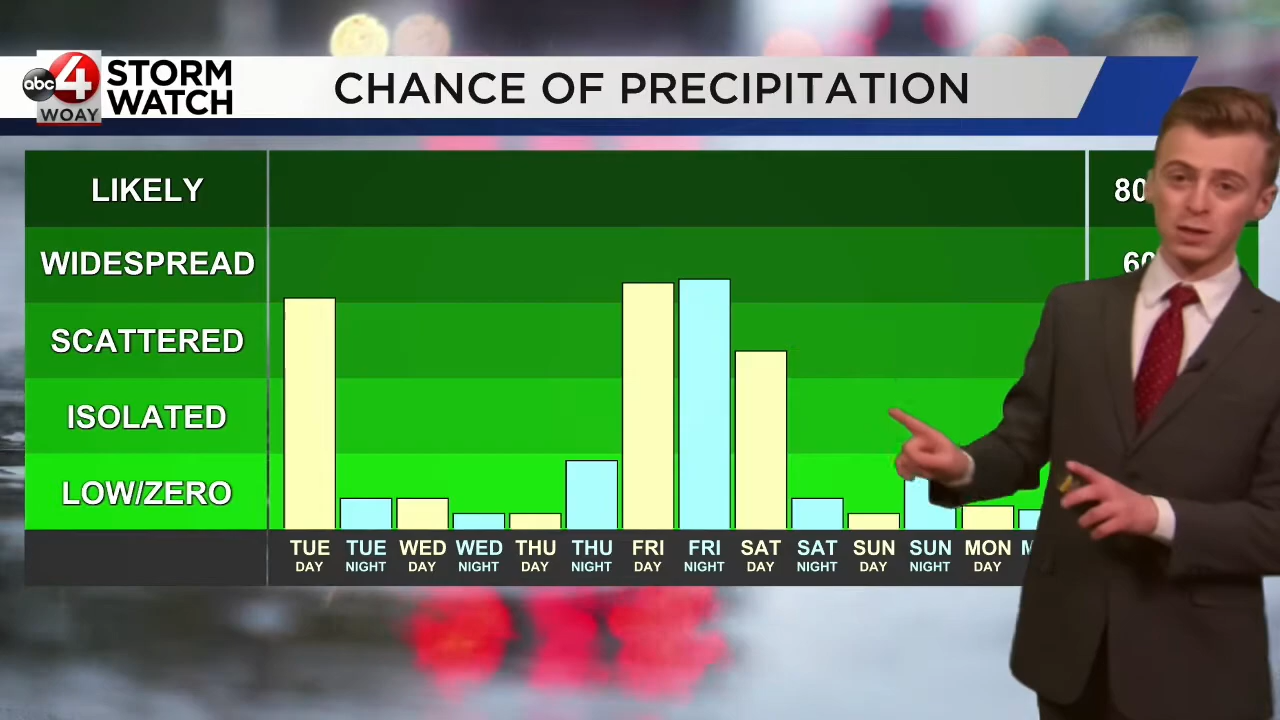 abc 4
WOAY
STORM
WATCH
CHANCE OF PRECIPITATION
LIKELY
80
WIDESPREAD
SCATTERED
ISOLATED
LOW/ZERO
TUE TUE WED WED THU THU FRI FRI SAT SAT SUN SUN MON
DAY NIGHT DAY NIGHT DAY NIGHT DAY NIGHT DAY NIGHT DAY NIGHT DAY